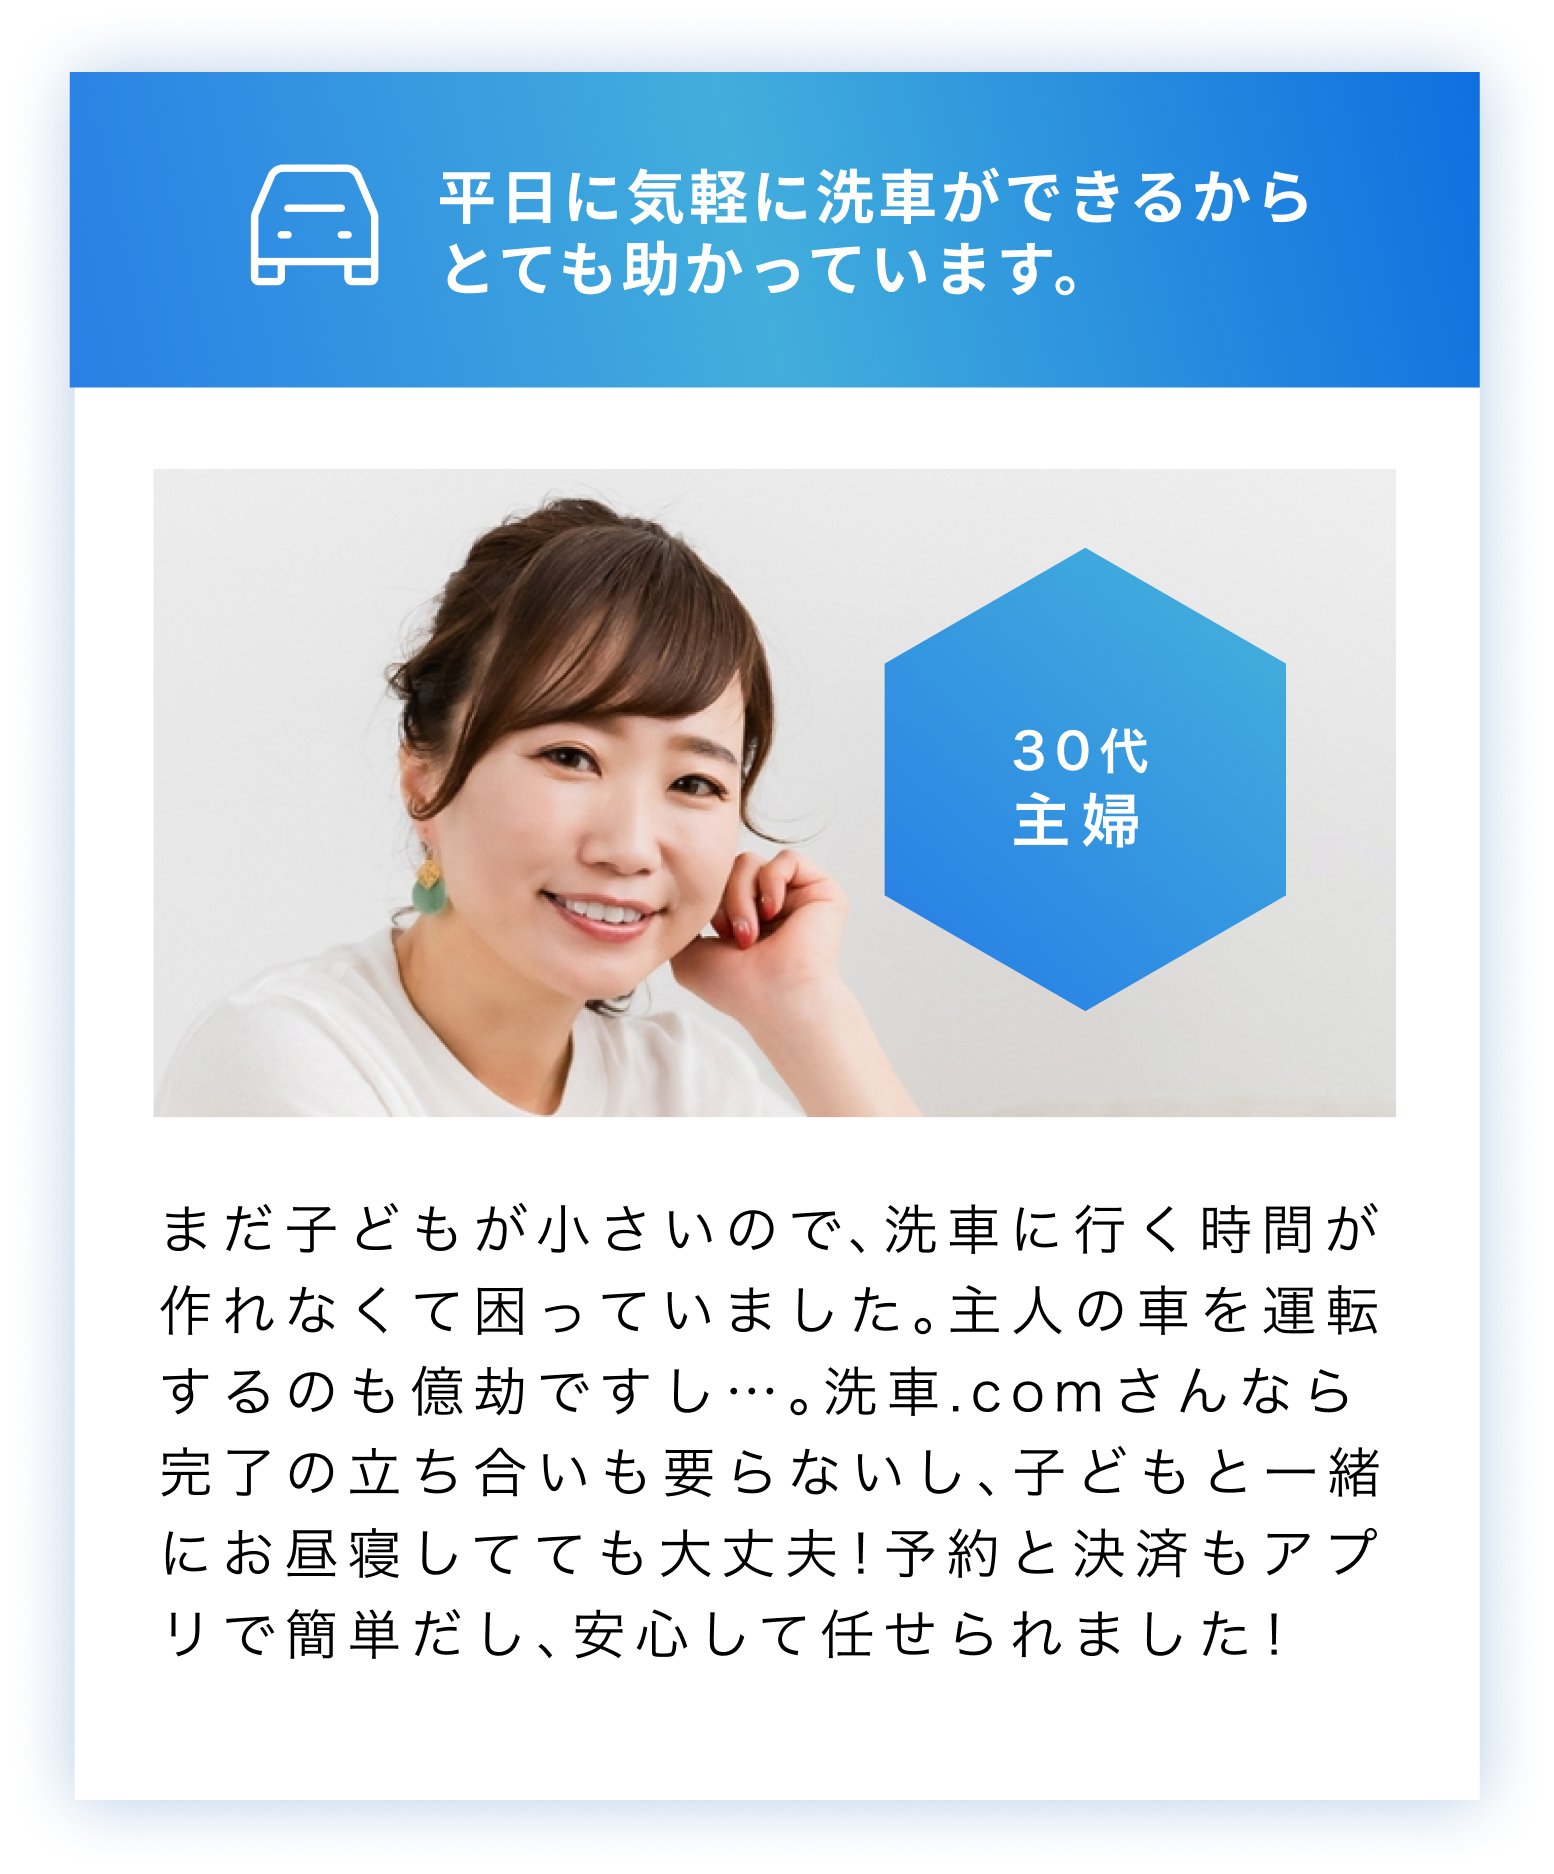 平日に気軽に洗車ができるから
とても助かっています。
30代
主婦
まだ子どもが小さいので、洗車に行く時間が
作れなくて困っていました。主人の車を運転
するのも億劫ですし…。洗車.comさんなら
完了の立ち合いも要らないし、子どもと一緒
にお昼寝してても大丈夫！予約と決済もアプ
リで簡単だし、安心して任せられました！